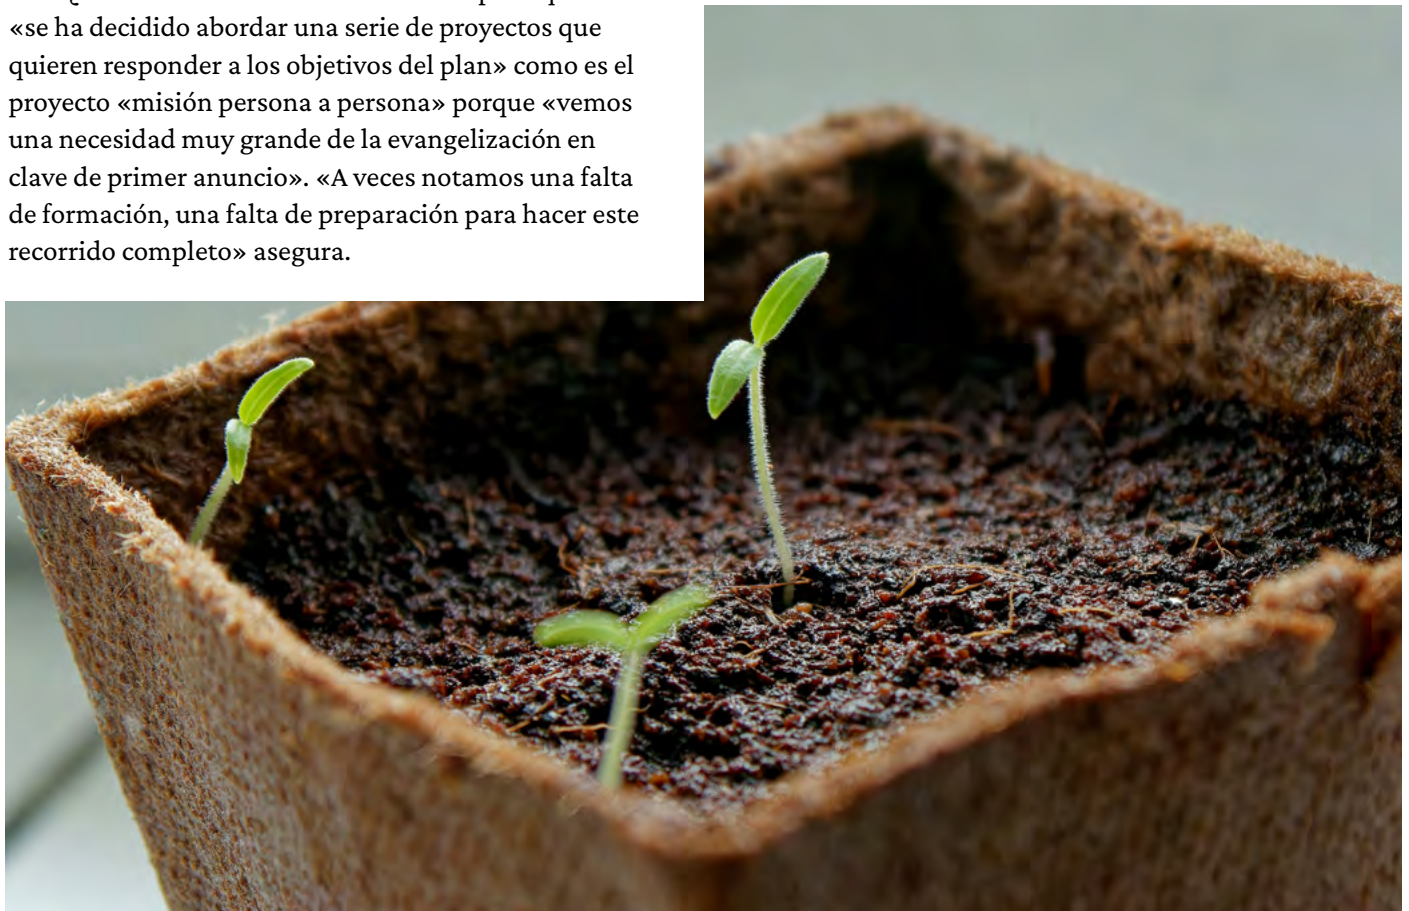 «se ha decidido abordar una serie de proyectos que
quieren responder a los objetivos del plan» como es el
proyecto «misión persona a persona» porque «vemos
una necesidad muy grande de la evangelización en
clave de primer anuncio». «A veces notamos una falta
de formación, una falta de preparación para hacer este
recorrido completo» asegura.